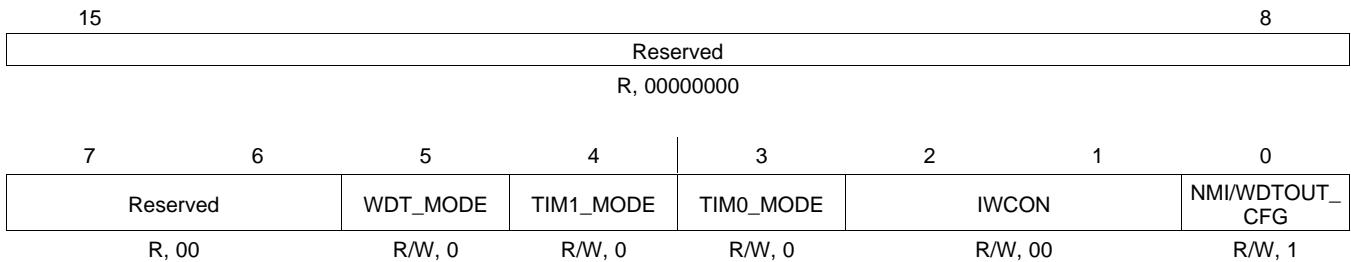 15 8
Reserved
R, 00000000
7 6 5 4 3 2 1 0
Reserved WDT_MODE TIM1_MODE TIM0_MODE IWCON NMI/WDTOUT_
CFG
R, 00 R/W, 0 R/W, 0 R/W, 0 R/W, 00 R/W, 1